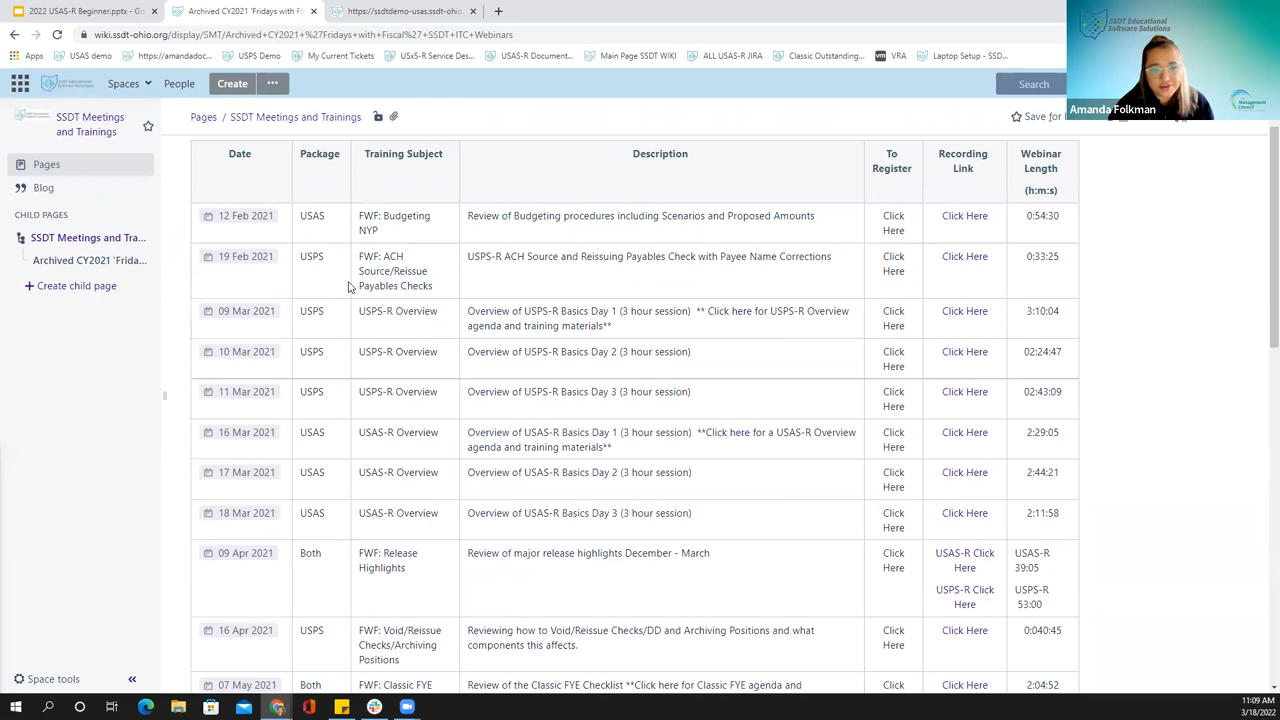 2022 USAS-R Beginner.pptx - Go
Archived CY2021 'Fridays with Fi
https://ssdtdemo-usas.ssdt-ohio.
wiki.ssdt-ohio.org/display/SMT/Archived+CY2021+%27Fridays+with+Fis
+Webinars
Apps
USAS demo
https://amandadoc...
USPS Demo
My Current Tickets
USxS-R Service Des...
USAS-R Document...
Main Page SSDT WIKI
ALL USAS-R JIRA
Classic Outstanding...
vm
VRA
Laptop Setup - SSD...
SSDT Educational
Software Solutions
Management
Council
Amanda Folkman
Spaces
People
Create
Search
SSDT Meetings
and Trainings
Pages
Blog
CHILD PAGES
SSDT Meetings and Tra...
Archived CY2021 'Frida...
Create child page
Space tools
Pages / SSDT Meetings and Trainings
Save for l
Date
Package
Training Subject
Description
To
Register
Recording
Link
Webinar
Length
(h:m:s)
12 Feb 2021
USAS
FWF: Budgeting
NYP
Review of Budgeting procedures including Scenarios and Proposed Amounts
Click
Here
Click Here
0:54:30
19 Feb 2021
USPS
FWF: ACH
Source/Reissue
Payables Checks
USPS-R ACH Source and Reissuing Payables Check with Payee Name Corrections
Click
Here
Click Here
0:33:25
09 Mar 2021
USPS
USPS-R Overview
Overview of USPS-R Basics Day 1 (3 hour session) ** Click here for USPS-R Overview
agenda and training materials**
Click
Here
Click Here
3:10:04
10 Mar 2021
USPS
USPS-R Overview
Overview of USPS-R Basics Day 2 (3 hour session)
Click
Here
Click Here
02:24:47
11 Mar 2021
USPS
USPS-R Overview
Overview of USPS-R Basics Day 3 (3 hour session)
Click
Here
Click Here
02:43:09
16 Mar 2021
USAS
USAS-R Overview
Overview of USAS-R Basics Day 1 (3 hour session) **Click here for a USAS-R Overview
agenda and training materials**
Click
Here
Click Here
2:29:05
17 Mar 2021
USAS
USAS-R Overview
Overview of USAS-R Basics Day 2 (3 hour session)
Click
Here
Click Here
2:44:21
18 Mar 2021
USAS
USAS-R Overview
Overview of USAS-R Basics Day 3 (3 hour session)
Click
Here
Click Here
2:11:58
09 Apr 2021
Both
FWF: Release
Highlights
Review of major release highlights December - March
Click
Here
USAS-R Click
Here
USPS-R Click
Here
USAS-R
39:05
USPS-R
53:00
16 Apr 2021
USPS
FWF: Void/Reissue
Checks/Archiving
Positions
Reviewing how to Void/Reissue Checks/DD and Archiving Positions and what
components this affects.
Click
Here
Click Here
0:040:45
07 May 2021
Both
FWF: Classic FYE
Review of the Classic FYE Checklist **Click here for Classic FYE agenda and
Click
Click Here
2:04:52
11:09 AM
3/18/2022